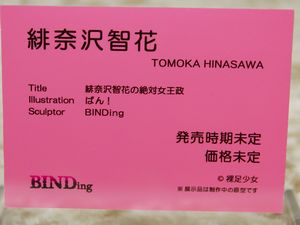 緋奈沢智花
TOMOKA HINASAWA
Title 緋奈沢智花の絶対女王政
Illustration ばん！
Sculptor BINDing
発売時期未定
価格未定
© 裸足少女
BINDing
※ 展示品は制作中の原型です